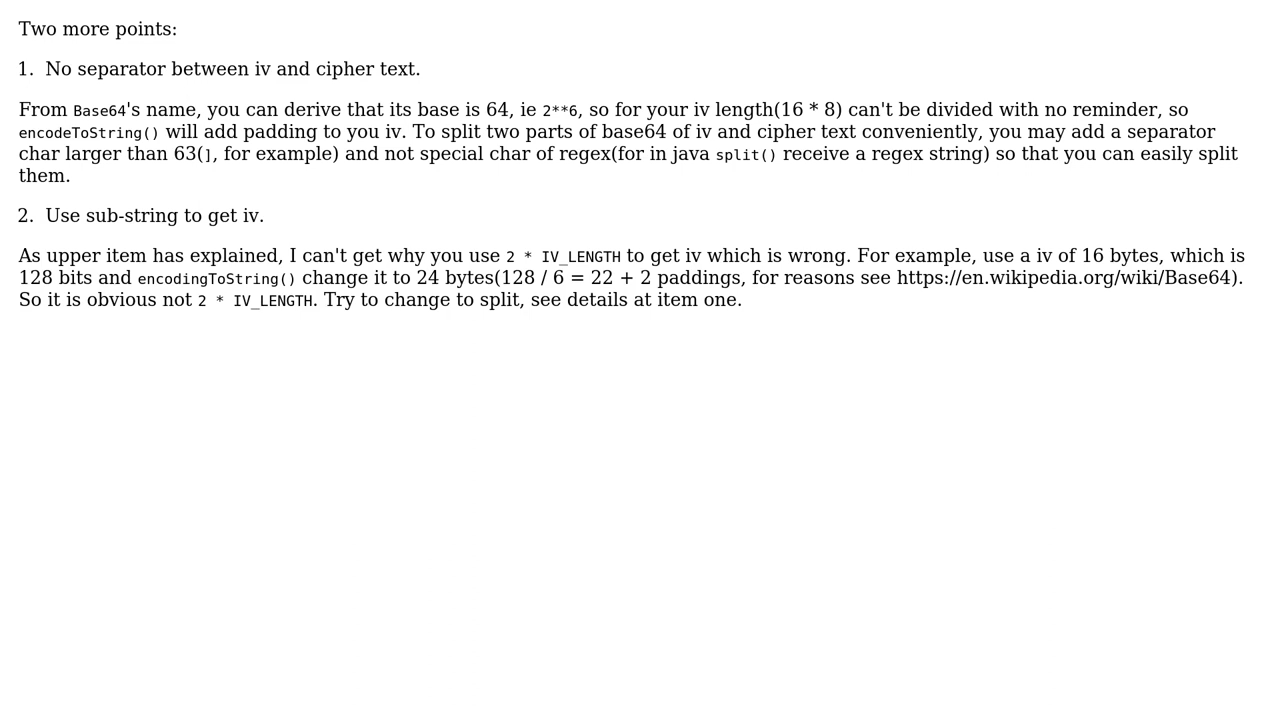 Two more points:
1. No separator between iv and cipher text.
From Base64's name, you can derive that its base is 64, ie 2**6, so for your iv length(16 * 8) can't be divided with no reminder, so
encodeToString() will add padding to you iv. To split two parts of base64 of iv and cipher text conveniently, you may add a separator
char larger than 63(], for example) and not special char of regex(for in java split() receive a regex string) so that you can easily split
them.
2. Use sub-string to get iv.
As upper item has explained, I can't get why you use 2 * IV_LENGTH to get iv which is wrong. For example, use a iv of 16 bytes, which is
128 bits and encodingToString() change it to 24 bytes(128 / 6 = 22 + 2 paddings, for reasons see https://en.wikipedia.org/wiki/Base64).
So it is obvious not 2 * IV_LENGTH. Try to change to split, see details at item one.